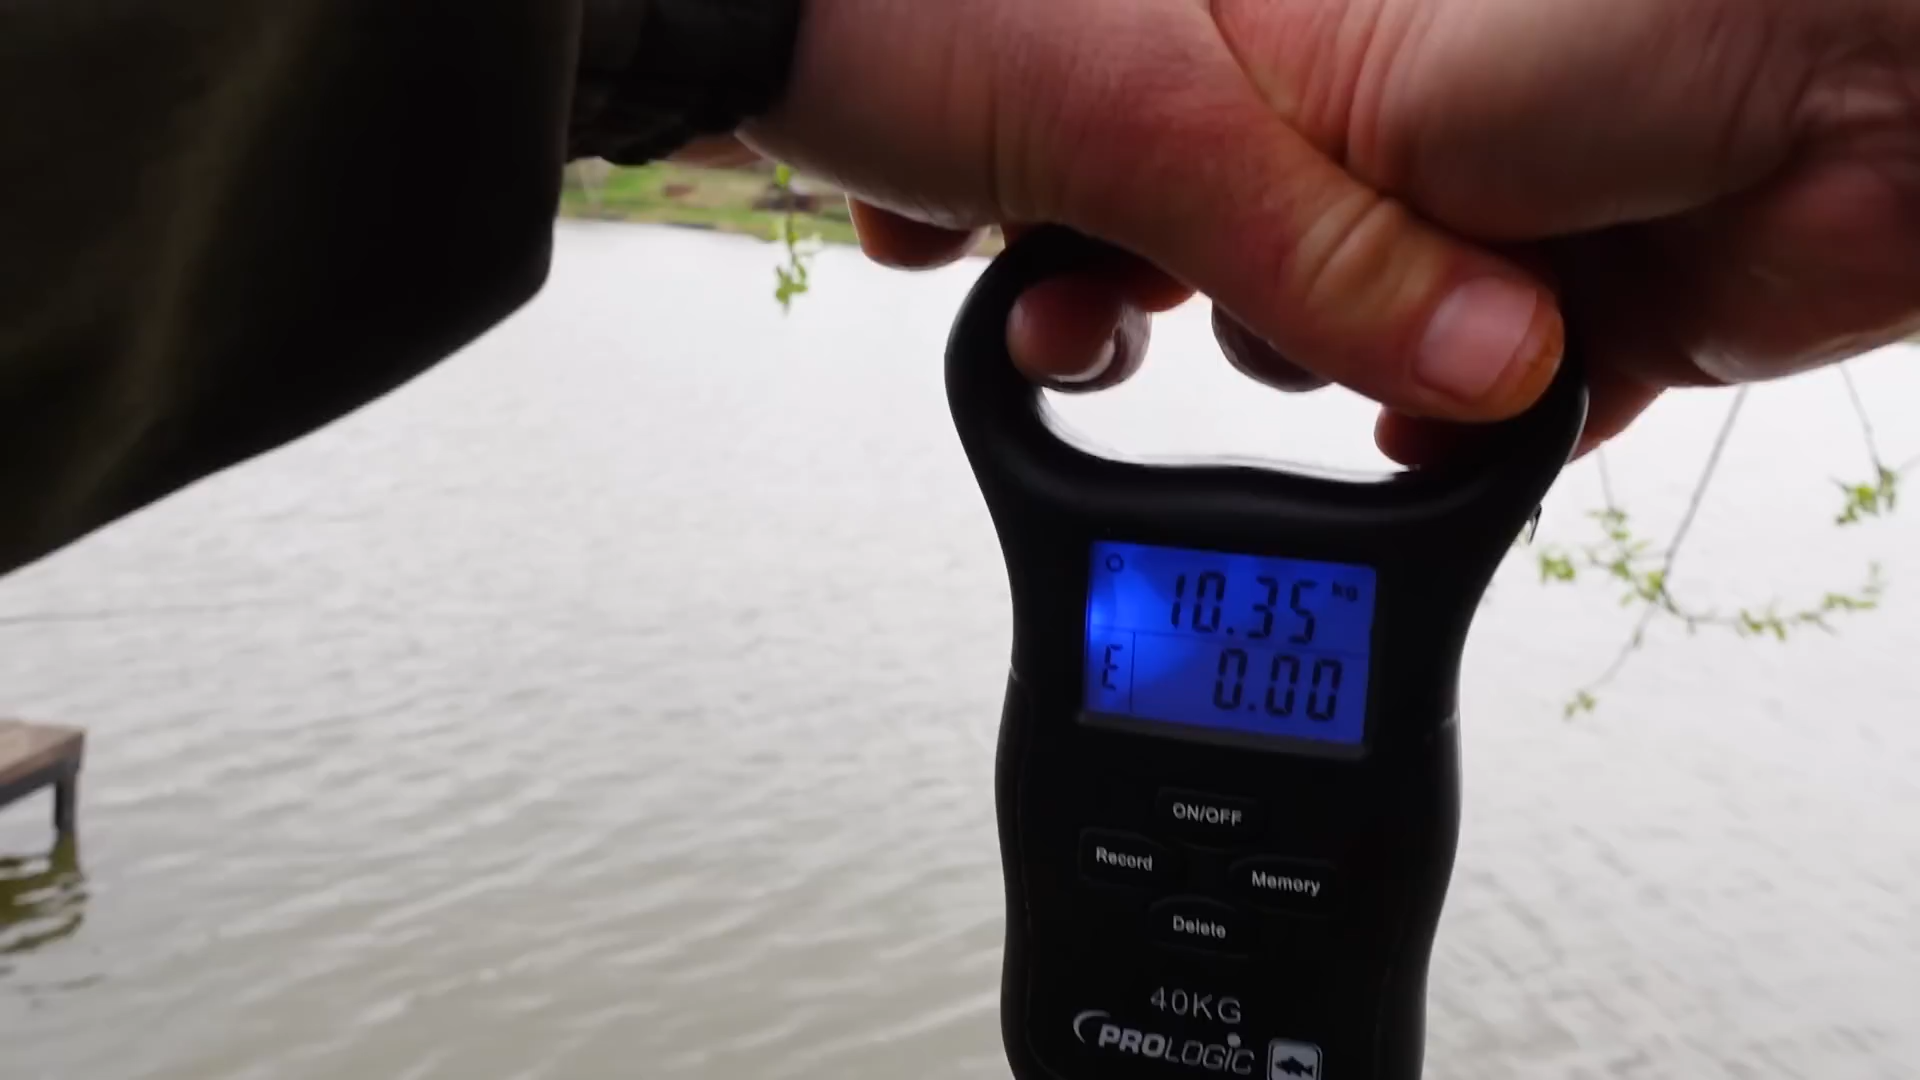 10.35 kg
E 0.00
ON/OFF
Record
Memory
Delete
40KG
PROLOGIC